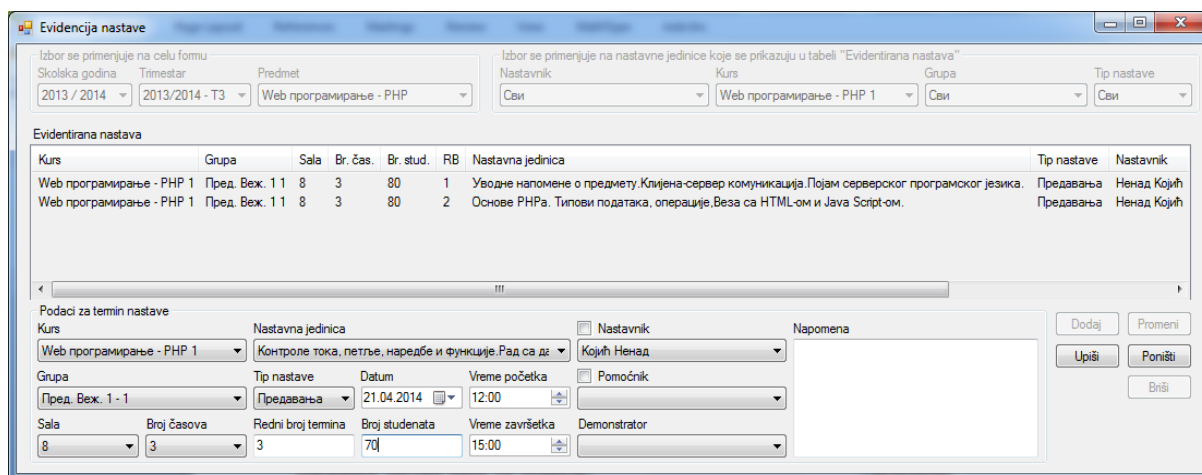 Evidencija nastave
Izbor se primenjuje na celu formu
Skolska godina Trimestar Predmet
2013 / 2014 2013/2014 - T3 Web програмирање - PHP
Izbor se primenjuje na nastavne jedinice koje se prikazuju u tabeli "Evidentirana nastava"
Nastavnik Kurs Grupa Tip nastave
Сви Web програмирање - PHP 1 Сви Сви
Evidentirana nastava
Kurs Grupa Sala Br. čas. Br. stud. RB Nastavna jedinica Tip nastave Nastavnik
Web програмирање - PHP 1 Пред. Веж. 1 1 8 3 80 1 Уводне напомене о предмету.Клијена-сервер комуникација.Појам серверског програмског језика. Предавања Ненад Којић
Web програмирање - PHP 1 Пред. Веж. 1 1 8 3 80 2 Основе PHPа. Типови података, операције,Веза са HTML-ом и Java Script-ом. Предавања Ненад Којић
Podaci za termin nastave
Kurs Nastavna jedinica Nastavnik Napomena
Web програмирање - PHP 1 Контроле тока, петље, наредбе и функције.Рад са да Којић Ненад
Dodaj Promeni
Upiši Poništi
Briši
Grupa Tip nastave Datum Vreme početka Pomoćnik
Пред. Веж. 1 - 1 Предавања 21.04.2014 12:00
Sala Broj časova Redni broj termina Broj studenata Vreme završetka Demonstrator
8 3 3 70 15:00